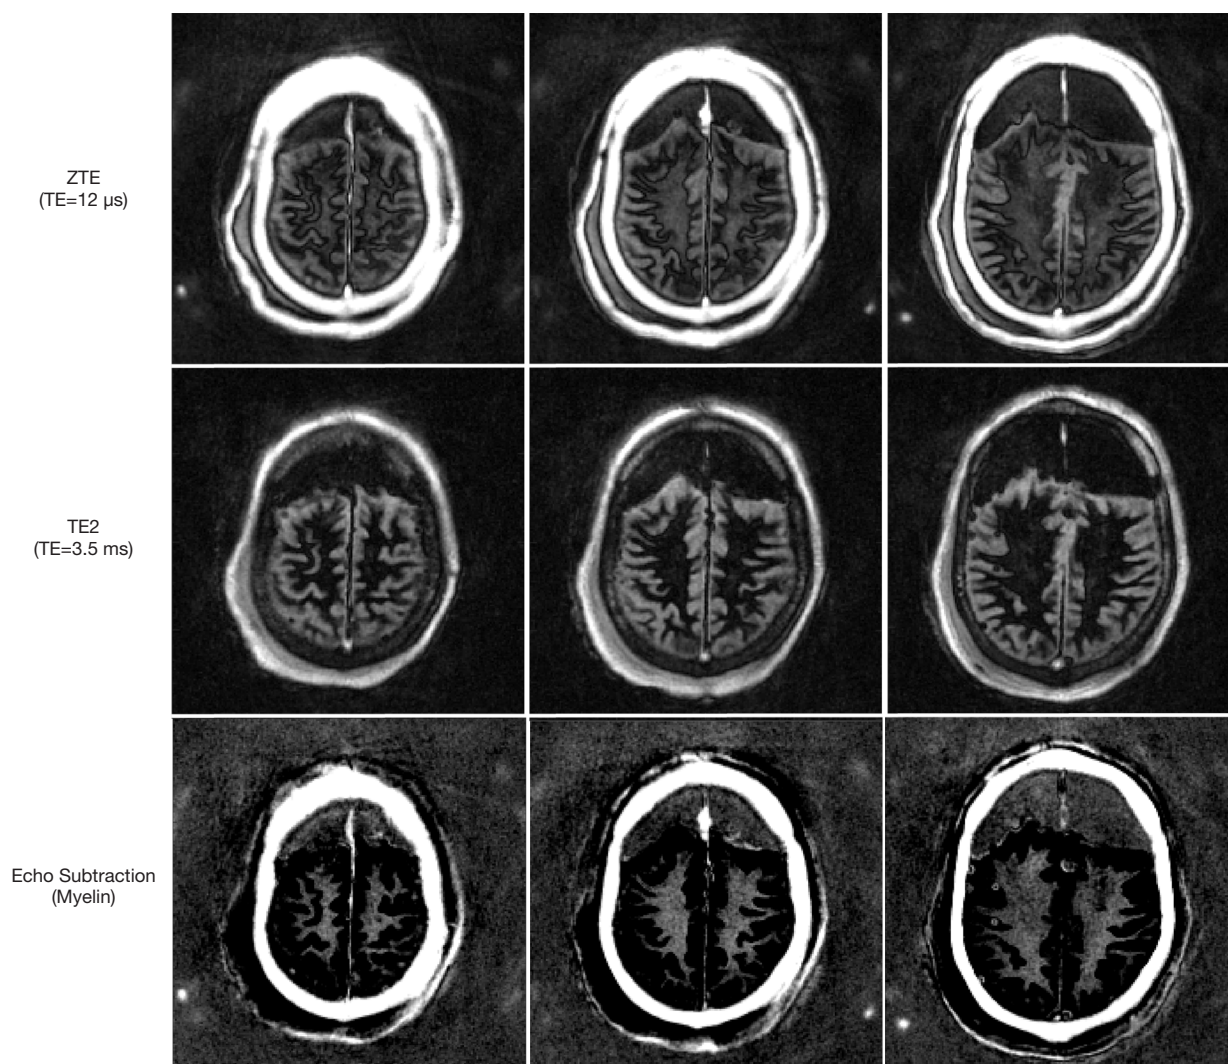 ZTE
(TE=12 µs)
TE2
(TE=3.5 ms)
Echo Subtraction
(Myelin)